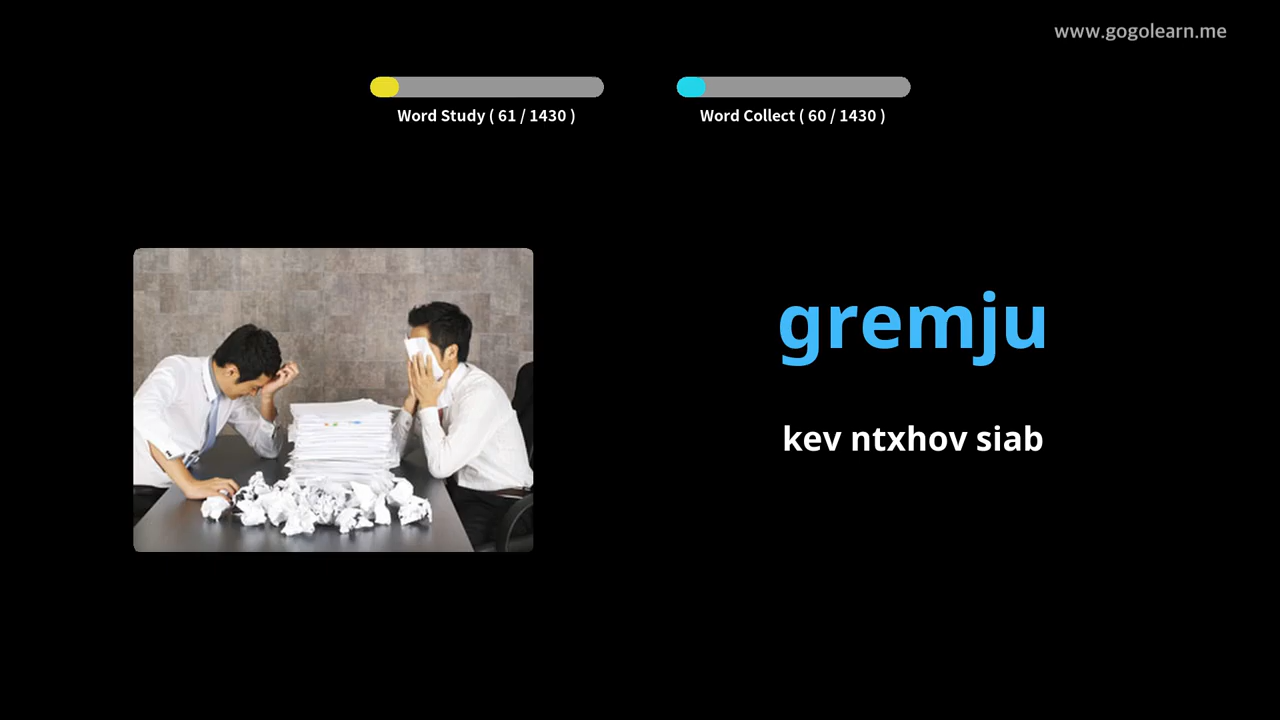 www.gogolearn.me
Word Study ( 61 / 1430 )
Word Collect ( 60 / 1430 )
gremju
kev ntxhov siab